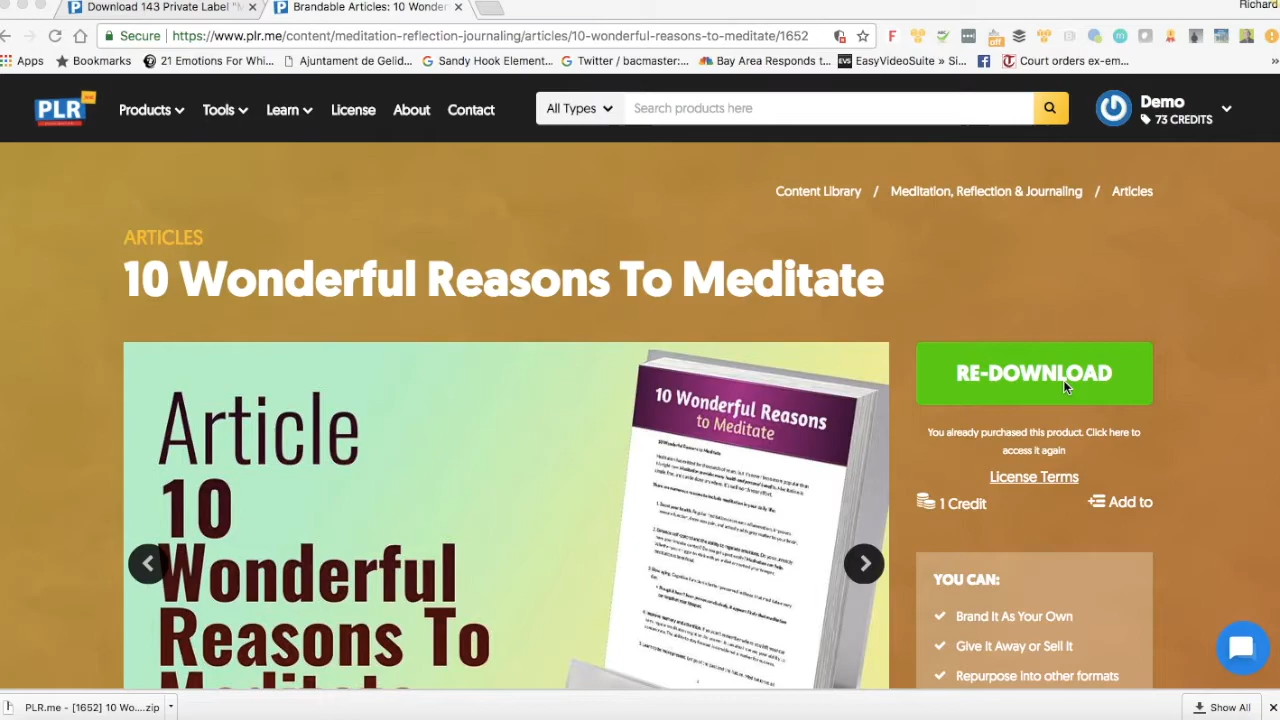 Richard
Download 143 Private Label "M
Brandable Articles: 10 Wonder
Secure
https://www.plr.me/content/meditation-reflection-journaling/articles/10-wonderful-reasons-to-meditate/1652
Apps
Bookmarks
21 Emotions For Whi...
Ajuntament de Gelid...
Sandy Hook Element...
Twitter / bacmaster:...
Bay Area Responds t...
EasyVideoSuite » Si...
Court orders ex-em...
PLR
Products
Tools
Learn
License
About
Contact
All Types
Search products here
Demo
73 CREDITS
Content Library / Meditation, Reflection & Journaling / Articles
ARTICLES
10 Wonderful Reasons To Meditate
Article
10
Wonderful
Reasons To
Meditate
10 Wonderful Reasons
to Meditate
10 Wonderful Reasons to Meditate
RE-DOWNLOAD
You already purchased this product. Click here to
access it again
License Terms
1 Credit
Add to
YOU CAN:
Brand It As Your Own
Give It Away or Sell It
Repurpose into other formats
PLR.me - [1652] 10 Wo....zip
Show All